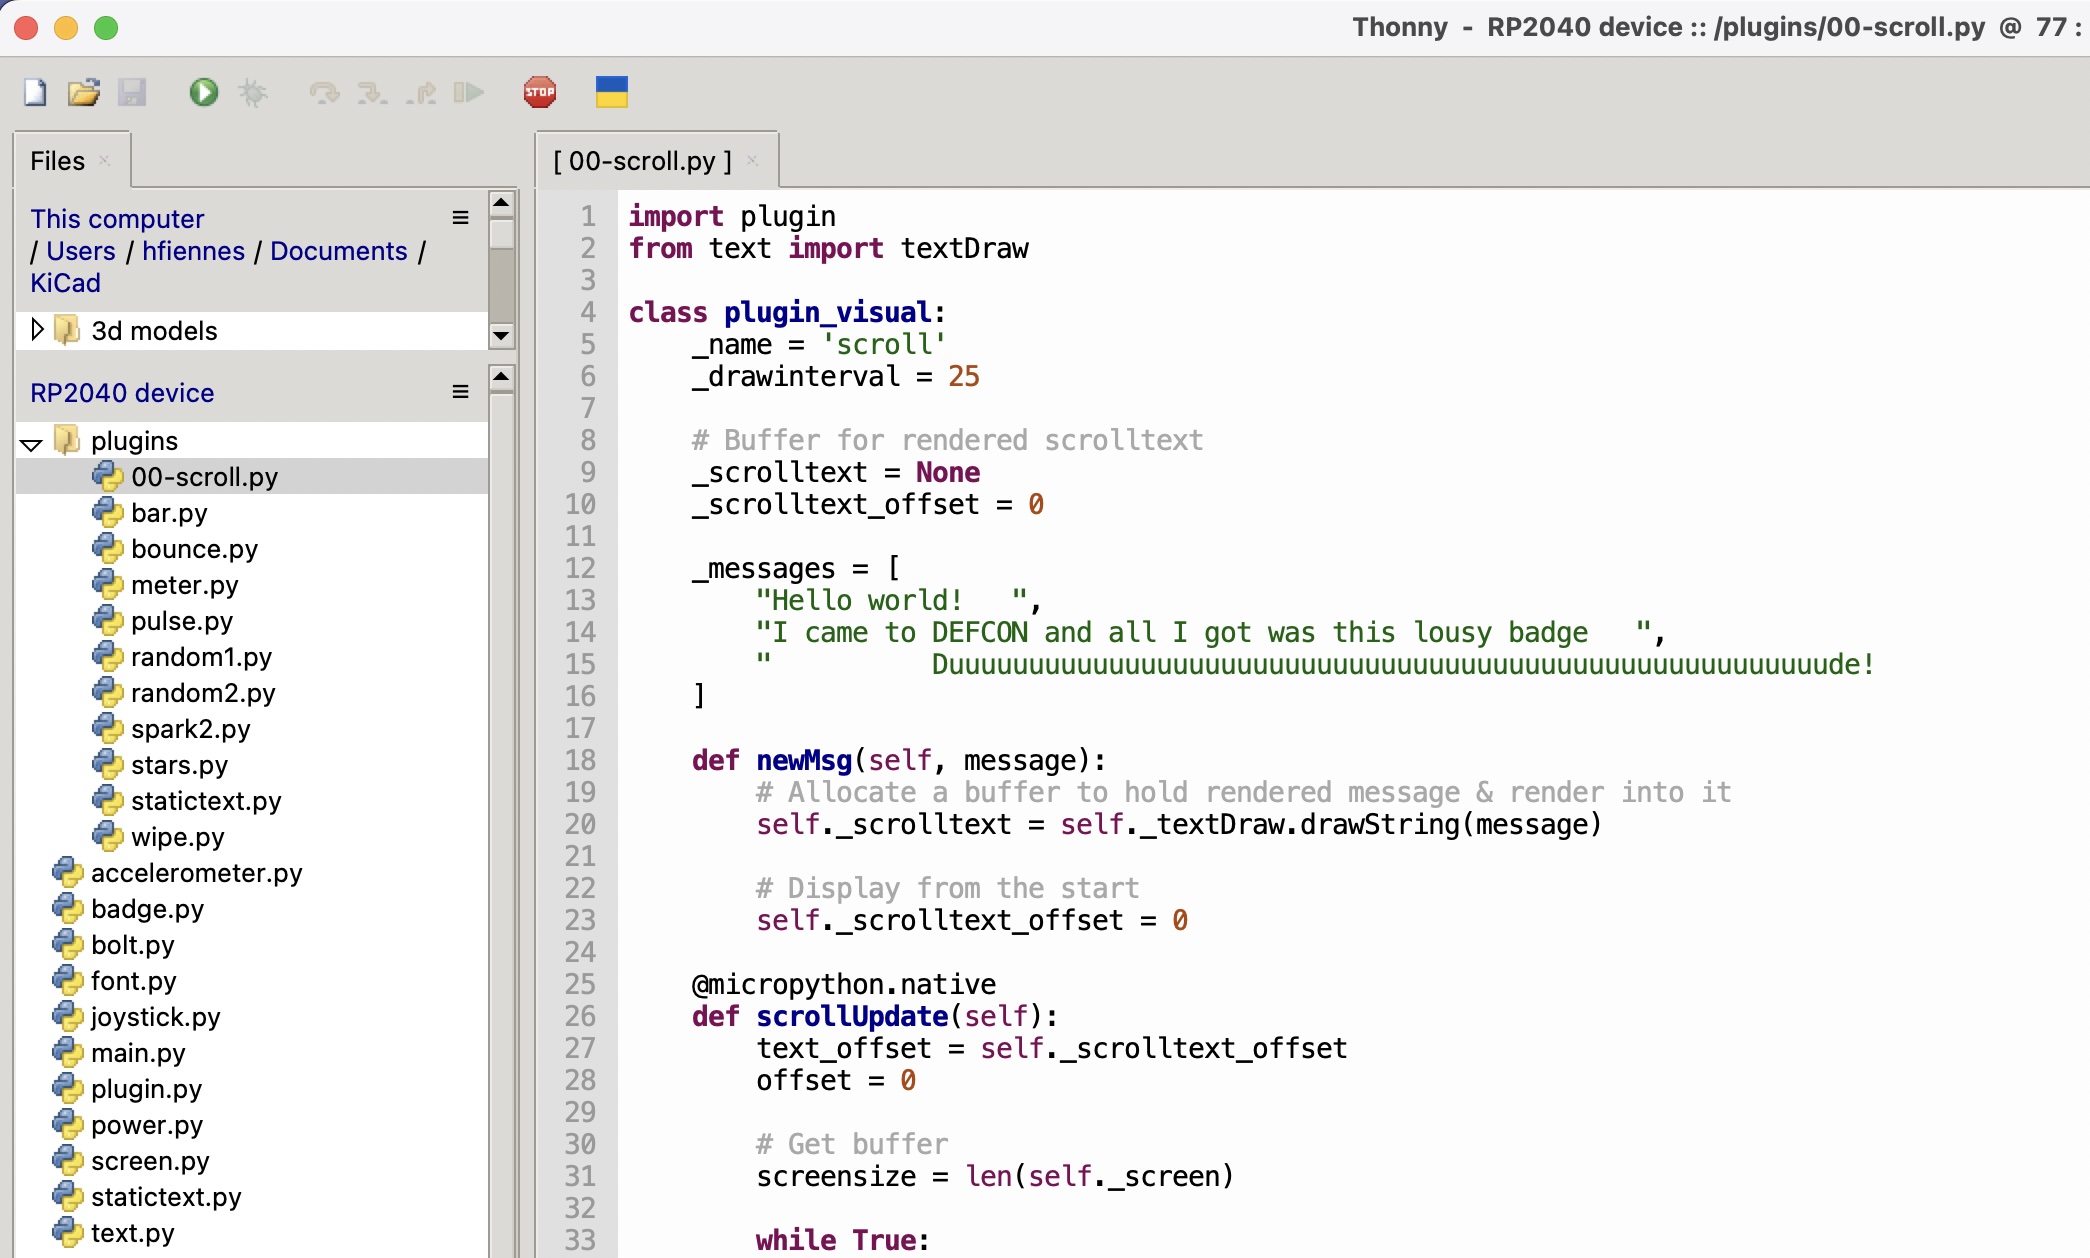 Thonny - RP2040 device :: /plugins/00-scroll.py @ 77 :
STOP
Files
This computer
/ Users / hfiennes / Documents /
KiCad
3d models
RP2040 device
plugins
00-scroll.py
bar.py
bounce.py
meter.py
pulse.py
random1.py
random2.py
spark2.py
stars.py
statictext.py
wipe.py
accelerometer.py
badge.py
bolt.py
font.py
joystick.py
main.py
plugin.py
power.py
screen.py
statictext.py
text.py
[ 00-scroll.py ]
1 import plugin
2 from text import textDraw
3
4 class plugin_visual:
5     _name = 'scroll'
6     _drawinterval = 25
7
8     # Buffer for rendered scrolltext
9     _scrolltext = None
10     _scrolltext_offset = 0
11
12     _messages = [
13         "Hello world!   ",
14         "I came to DEFCON and all I got was this lousy badge   ",
15         "          Duuuuuuuuuuuuuuuuuuuuuuuuuuuuuuuuuuuuuuuuuuuuuuuuuuuuuuude!
16     ]
17
18     def newMsg(self, message):
19         # Allocate a buffer to hold rendered message & render into it
20         self._scrolltext = self._textDraw.drawString(message)
21
22         # Display from the start
23         self._scrolltext_offset = 0
24
25     @micropython.native
26     def scrollUpdate(self):
27         text_offset = self._scrolltext_offset
28         offset = 0
29
30         # Get buffer
31         screensize = len(self._screen)
32
33         while True: